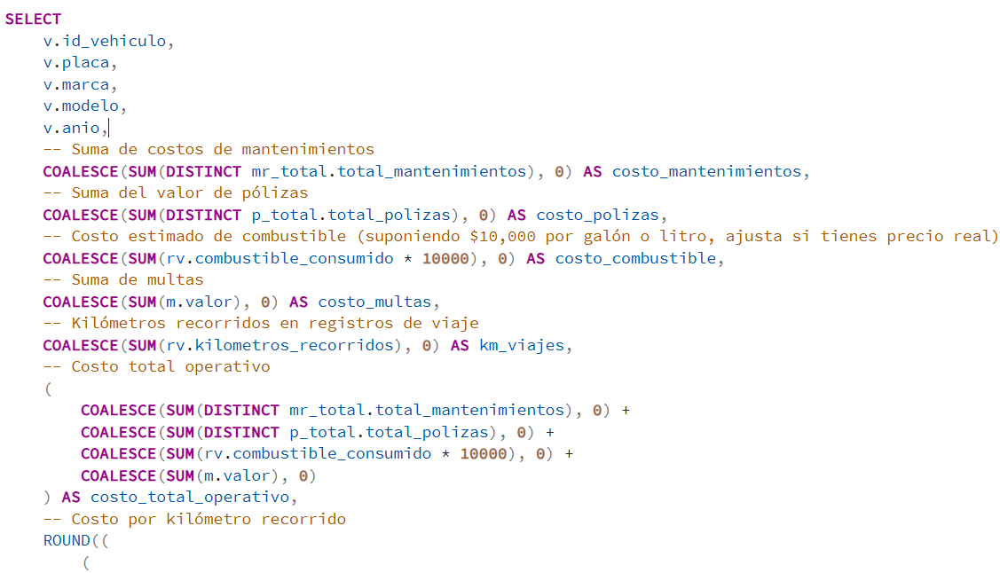 SELECT
    v.id_vehiculo,
    v.placa,
    v.marca,
    v.modelo,
    v.anio,
    -- Suma de costos de mantenimientos
    COALESCE(SUM(DISTINCT mr_total.total_mantenimientos), 0) AS costo_mantenimientos,
    -- Suma del valor de pólizas
    COALESCE(SUM(DISTINCT p_total.total_polizas), 0) AS costo_polizas,
    -- Costo estimado de combustible (suponiendo $10,000 por galón o litro, ajusta si tienes precio real)
    COALESCE(SUM(rv.combustible_consumido * 10000), 0) AS costo_combustible,
    -- Suma de multas
    COALESCE(SUM(m.valor), 0) AS costo_multas,
    -- Kilómetros recorridos en registros de viaje
    COALESCE(SUM(rv.kilometros_recorridos), 0) AS km_viajes,
    -- Costo total operativo
    (
        COALESCE(SUM(DISTINCT mr_total.total_mantenimientos), 0) +
        COALESCE(SUM(DISTINCT p_total.total_polizas), 0) +
        COALESCE(SUM(rv.combustible_consumido * 10000), 0) +
        COALESCE(SUM(m.valor), 0)
    ) AS costo_total_operativo,
    -- Costo por kilómetro recorrido
    ROUND((
        (